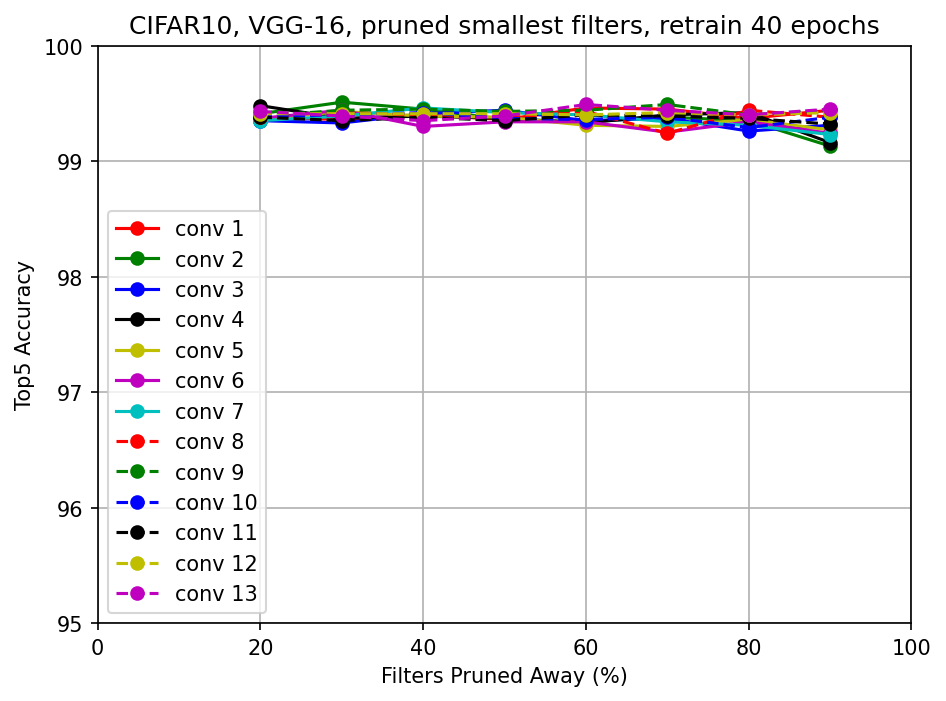 CIFAR10, VGG-16, pruned smallest filters, retrain 40 epochs
100
99
98
97
96
95
Top5 Accuracy
conv 1
conv 2
conv 3
conv 4
conv 5
conv 6
conv 7
conv 8
conv 9
conv 10
conv 11
conv 12
conv 13
0 20 40 60 80 100
Filters Pruned Away (%)